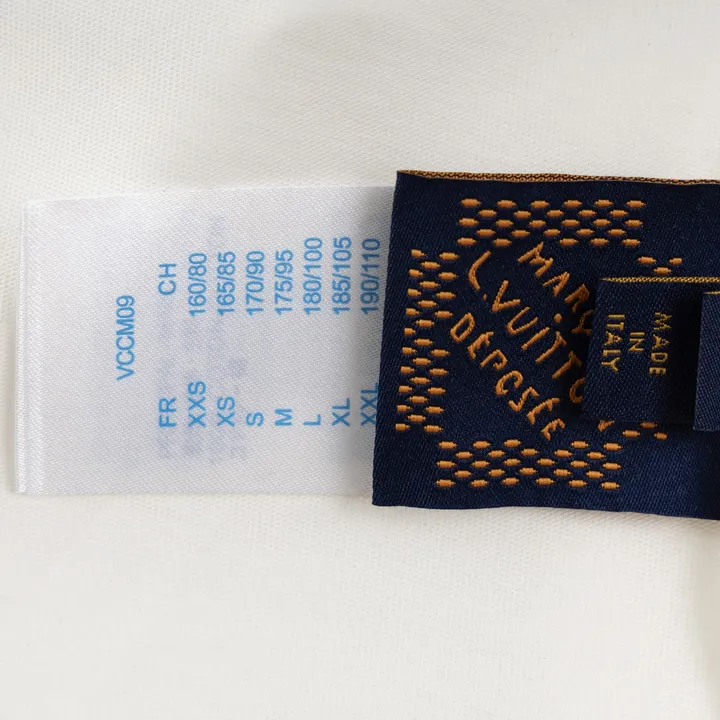 VCCM09
FR CH
XXS 160/80
XS 165/85
S 170/90
M 175/95
L 180/100
XL 185/105
XXL 190/110
L.VUITTO
DÉPOSÉE
MADE
IN
ITALY